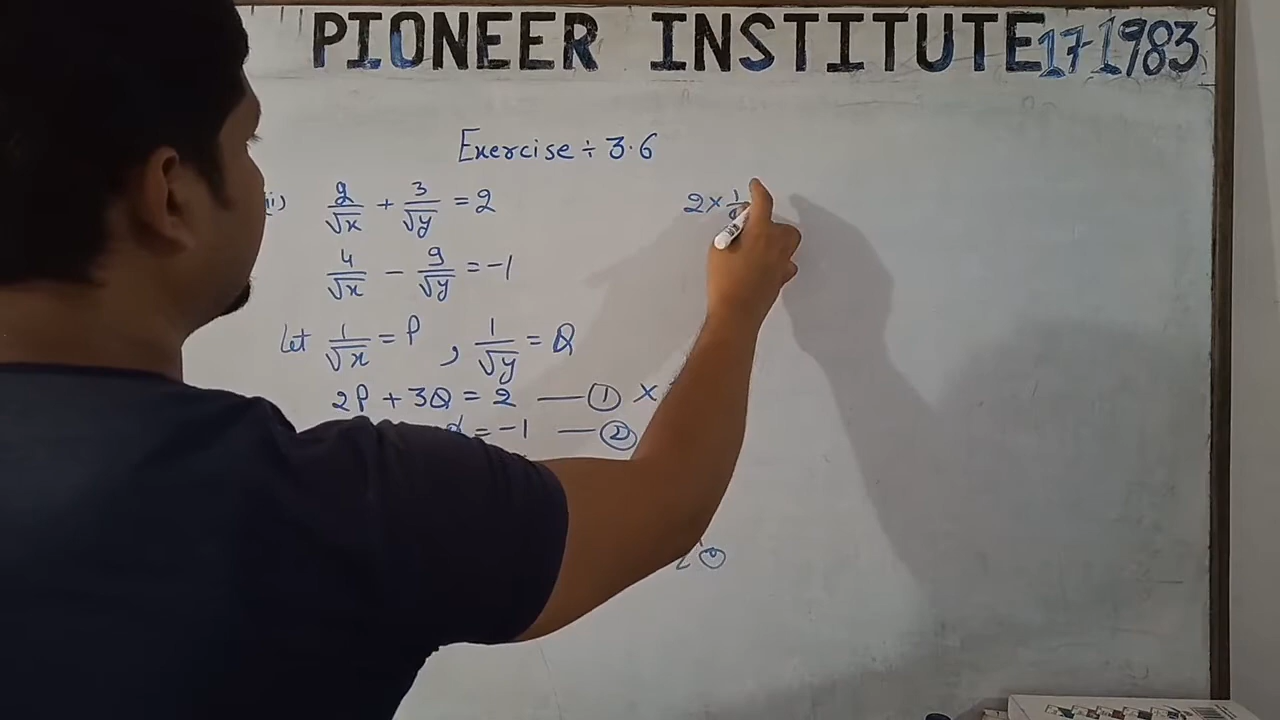 PIONEER INSTITUTE 17-1983
Exercise ÷ 3.6
ii) 2/√x + 3/√y = 2
4/√x - 9/√y = -1
Let 1/√x = P , 1/√y = Q
2P + 3Q = 2 — ① ×
= -1 — ②
2 × 1/